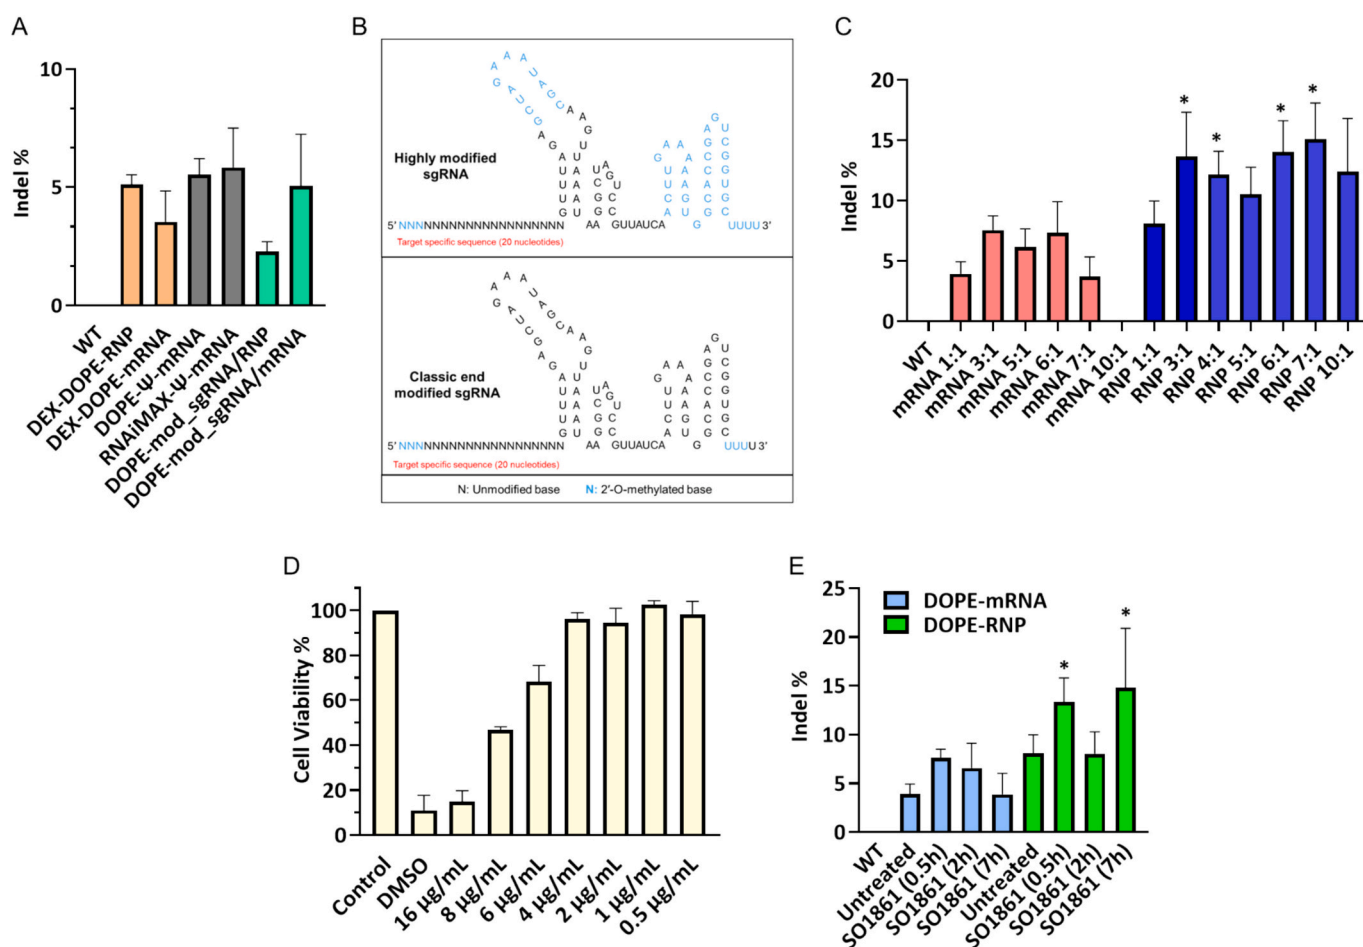 A
Indel %
10
5
0
WT
DEX-DOPE-RNP
DEX-DOPE-mRNA
DOPE-Ψ-mRNA
RNAiMAX-Ψ-mRNA
DOPE-mod_sgRNA/RNP
DOPE-mod_sgRNA/mRNA
B
Highly modified
sgRNA
5' NNNNNNNNNNNNNNNNNNNN
AA GUUAUCA
G
UUUU 3'
Target specific sequence (20 nucleotides)
Classic end
modified sgRNA
5' NNNNNNNNNNNNNNNNNNNN
AA GUUAUCA
G
UUUU 3'
Target specific sequence (20 nucleotides)
N: Unmodified base N: 2'-O-methylated base
C
Indel %
20
15
10
5
0
* * * *
WT
mRNA 1:1
mRNA 3:1
mRNA 5:1
mRNA 6:1
mRNA 7:1
mRNA 10:1
RNP 1:1
RNP 3:1
RNP 4:1
RNP 5:1
RNP 6:1
RNP 7:1
RNP 10:1
D
Cell Viability %
100
80
60
40
20
0
Control
DMSO
16 μg/mL
8 μg/mL
6 μg/mL
4 μg/mL
2 μg/mL
1 μg/mL
0.5 μg/mL
E
Indel %
25
20
15
10
5
0
DOPE-mRNA
DOPE-RNP
* *
WT
Untreated
SO1861 (0.5h)
SO1861 (2h)
SO1861 (7h)
Untreated
SO1861 (0.5h)
SO1861 (2h)
SO1861 (7h)